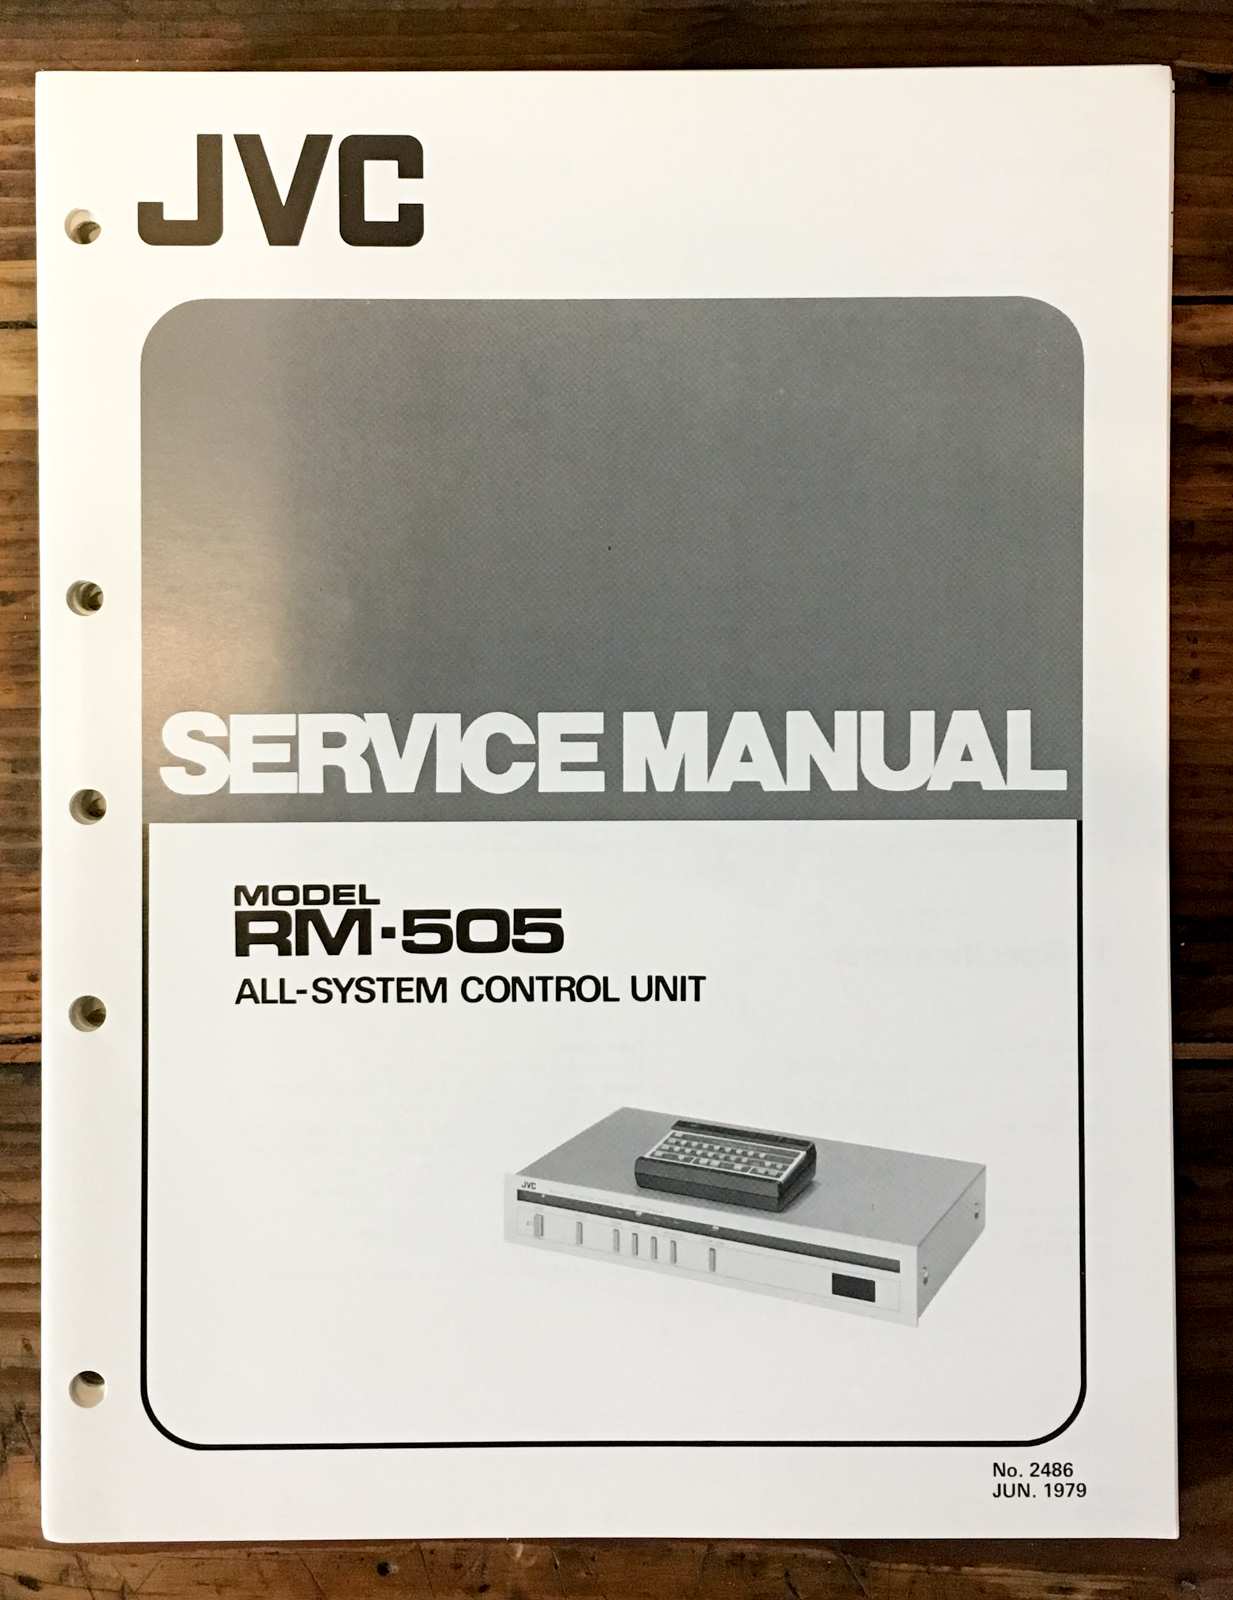 JVC
SERVICE MANUAL
MODEL
RM-505
ALL-SYSTEM CONTROL UNIT
JVC
No. 2486
JUN. 1979